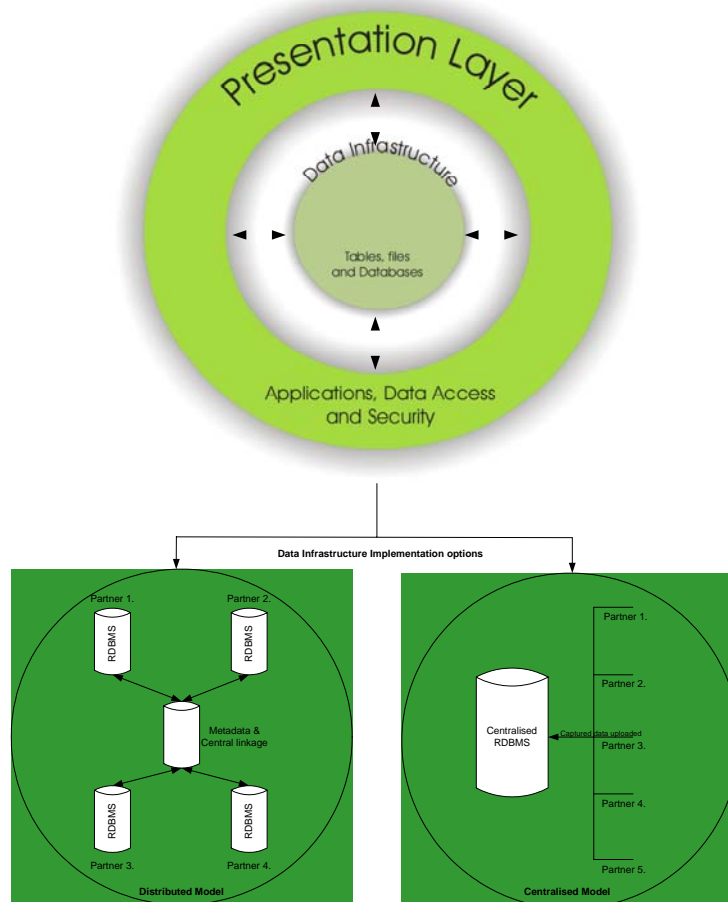 Presentation Layer
Data Infrastructure
Tables, files
and Databases
Applications, Data Access
and Security
Data Infrastructure Implementation options
Partner 1.
Partner 2.
RDBMS
RDBMS
Metadata &
Central linkage
RDBMS
RDBMS
Partner 3.
Partner 4.
Distributed Model
Partner 1.
Partner 2.
Centralised
RDBMS
Captured data uploaded
Partner 3.
Partner 4.
Partner 5.
Centralised Model